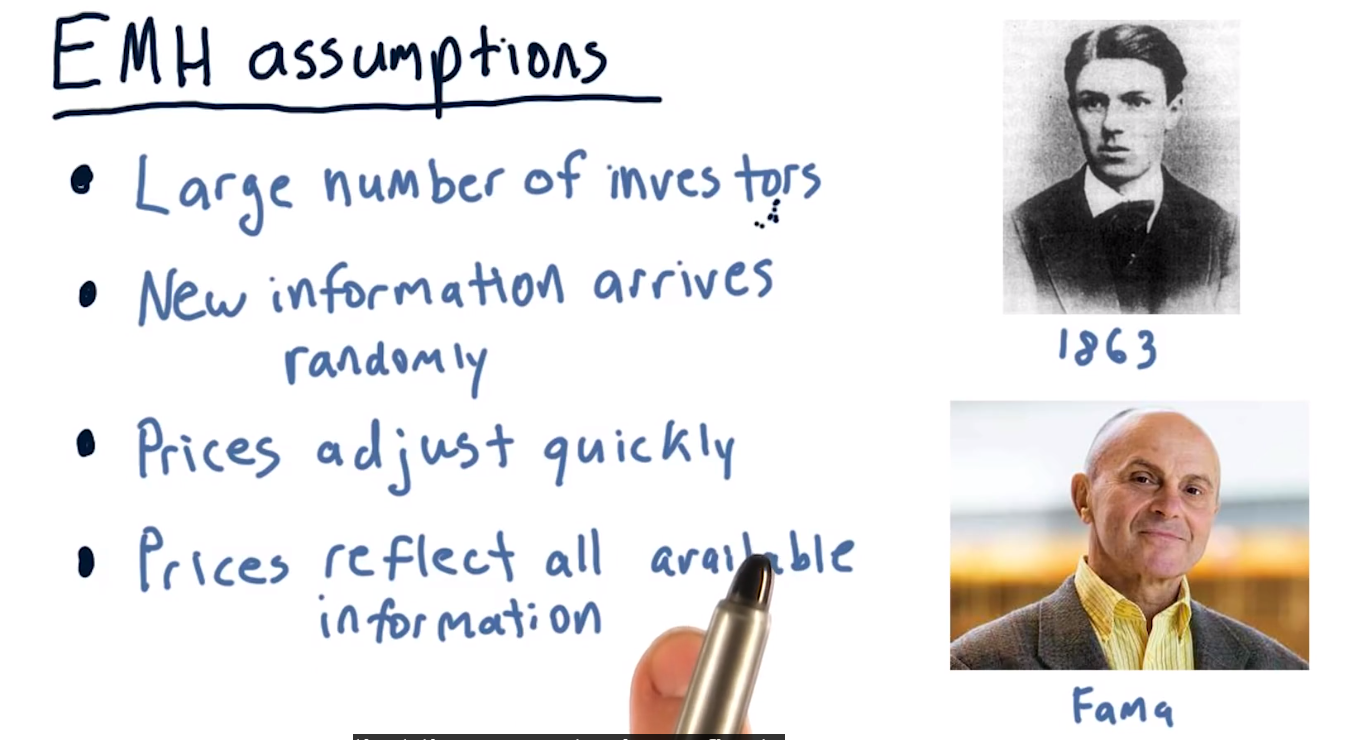 EMH assumptions
• Large number of investors
• New information arrives
randomly
• Prices adjust quickly
• Prices reflect all available
information
1863
Fama